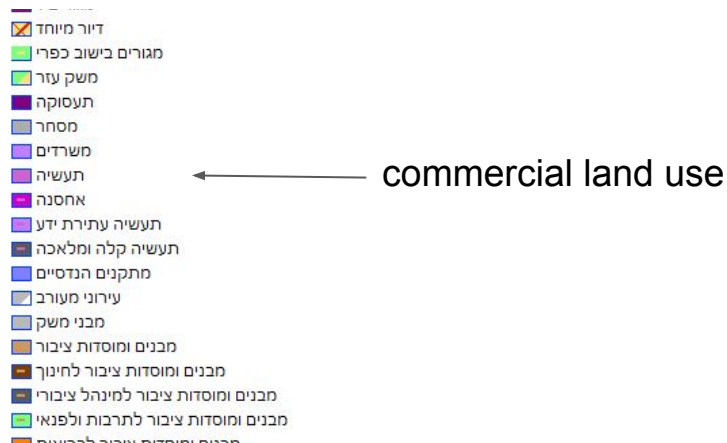 דיור מיוחד
מגורים בישוב כפרי
משק עזר
תעסוקה
מסחר
משרדים
תעשיה
commercial land use
אחסנה
תעשיה עתירת ידע
תעשיה קלה ומלאכה
מתקנים הנדסיים
עירוני מעורב
מבני משק
מבנים ומוסדות ציבור
מבנים ומוסדות ציבור לחינוך
מבנים ומוסדות ציבור למינהל ציבורי
מבנים ומוסדות ציבור לתרבות ולפנאי